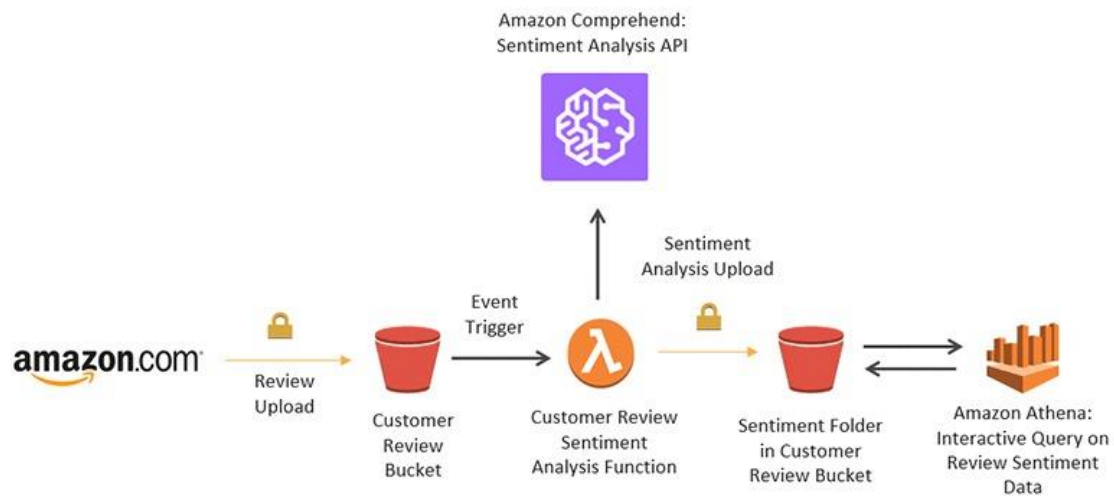 Amazon Comprehend:
Sentiment Analysis API
Sentiment
Analysis Upload
Event
Trigger
amazon.com
Review
Upload
Customer
Review
Bucket
Customer Review
Sentiment
Analysis Function
Sentiment Folder
in Customer
Review Bucket
Amazon Athena:
Interactive Query on
Review Sentiment
Data